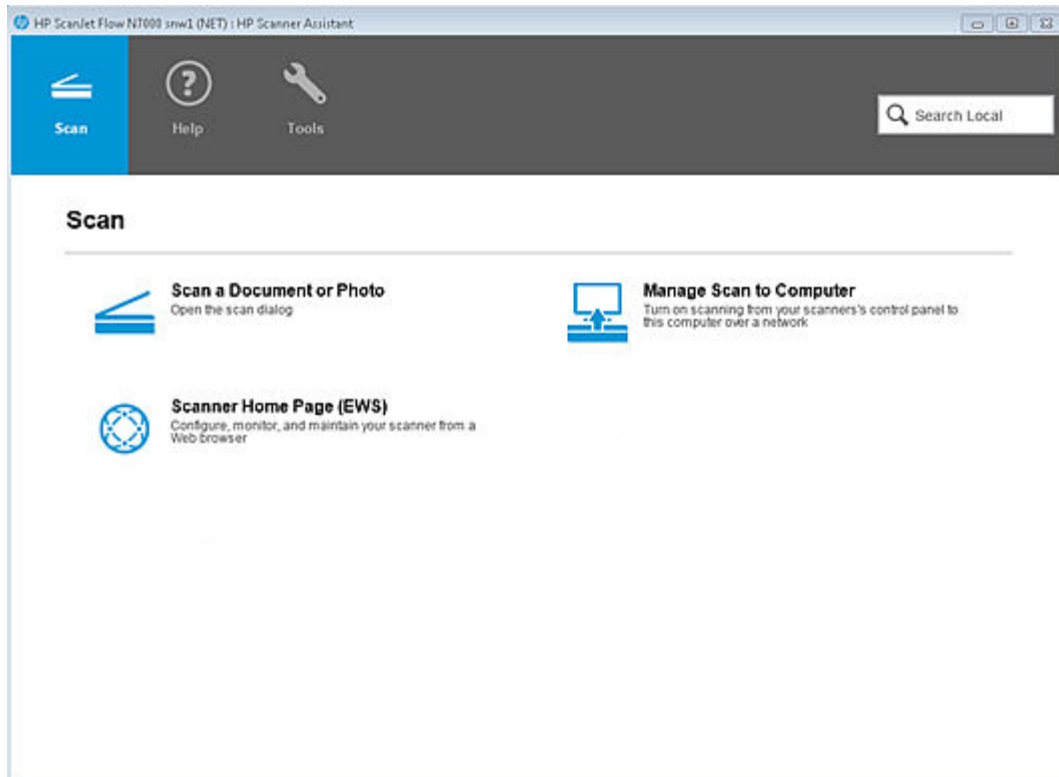 HP ScanJet Flow N7000 snw1 (NET) : HP Scanner Assistant
Scan
Help
Tools
Search Local
Scan
Scan a Document or Photo
Open the scan dialog
Manage Scan to Computer
Turn on scanning from your scanners's control panel to
this computer over a network
Scanner Home Page (EWS)
Configure, monitor, and maintain your scanner from a
Web browser